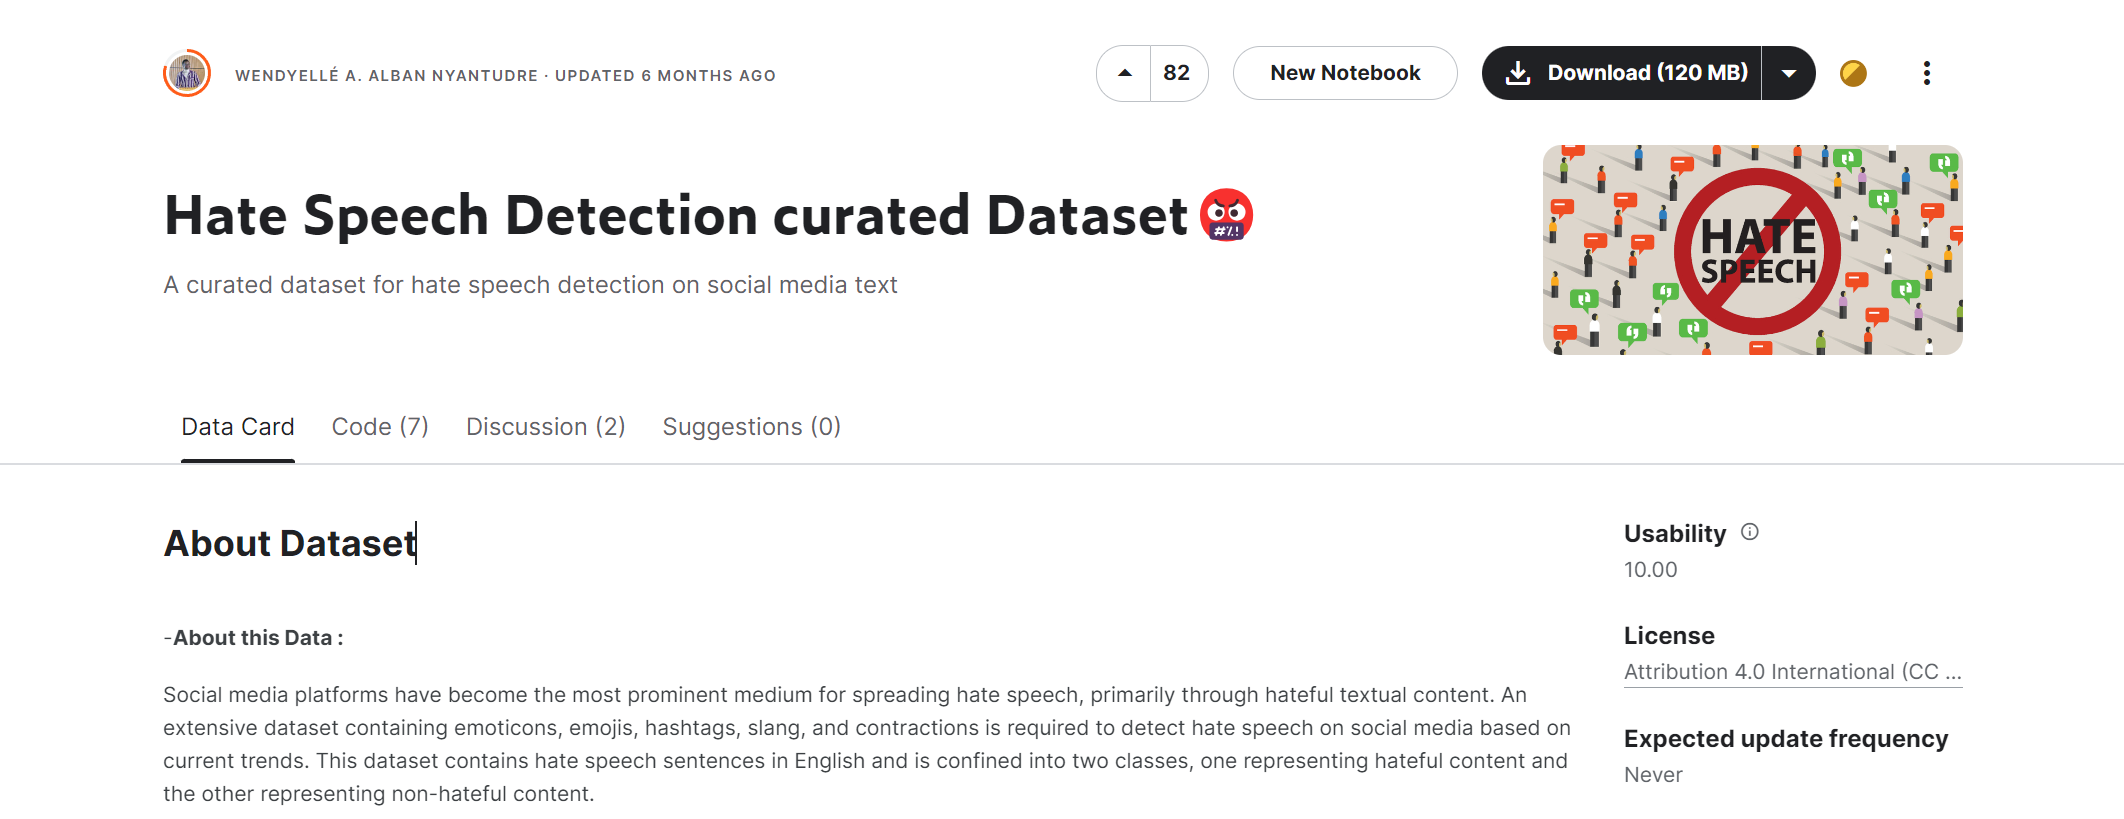 WENDYELLÉ A. ALBAN NYANTUDRE · UPDATED 6 MONTHS AGO
82
New Notebook
Download (120 MB)
Hate Speech Detection curated Dataset
#%!
A curated dataset for hate speech detection on social media text
HATE
SPEECH
Data Card
Code (7)
Discussion (2)
Suggestions (0)
About Dataset
-About this Data :
Social media platforms have become the most prominent medium for spreading hate speech, primarily through hateful textual content. An
extensive dataset containing emoticons, emojis, hashtags, slang, and contractions is required to detect hate speech on social media based on
current trends. This dataset contains hate speech sentences in English and is confined into two classes, one representing hateful content and
the other representing non-hateful content.
Usability
10.00
License
Attribution 4.0 International (CC ...
Expected update frequency
Never